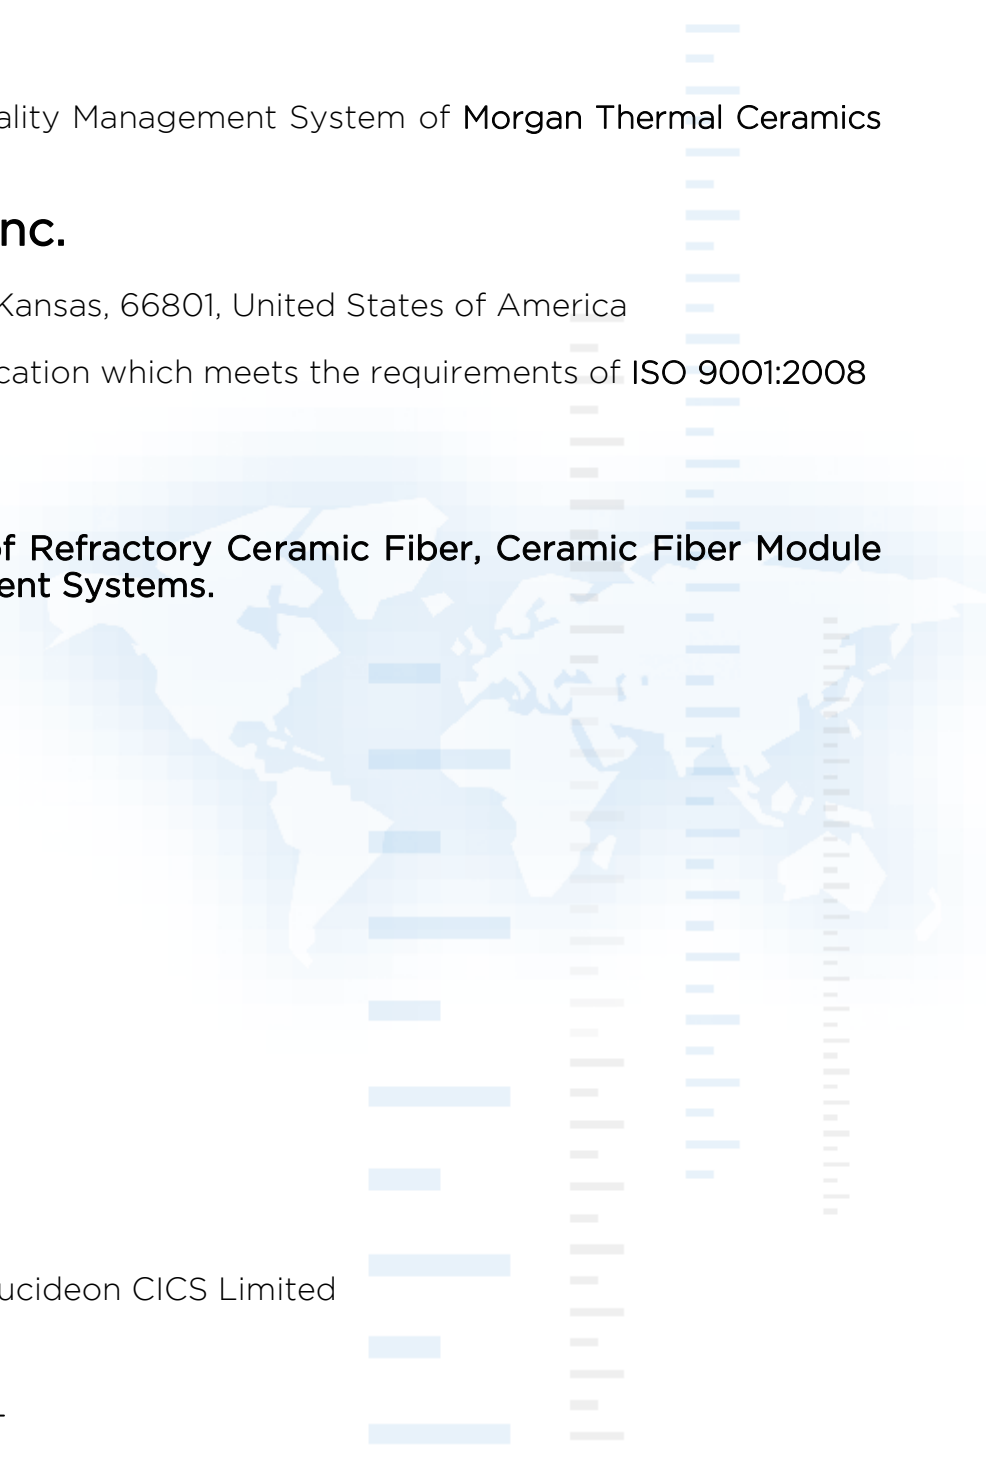 ality Management System of Morgan Thermal Ceramics
nc.
Kansas, 66801, United States of America
cation which meets the requirements of ISO 9001:2008
of Refractory Ceramic Fiber, Ceramic Fiber Module
ent Systems.
ucideon CICS Limited